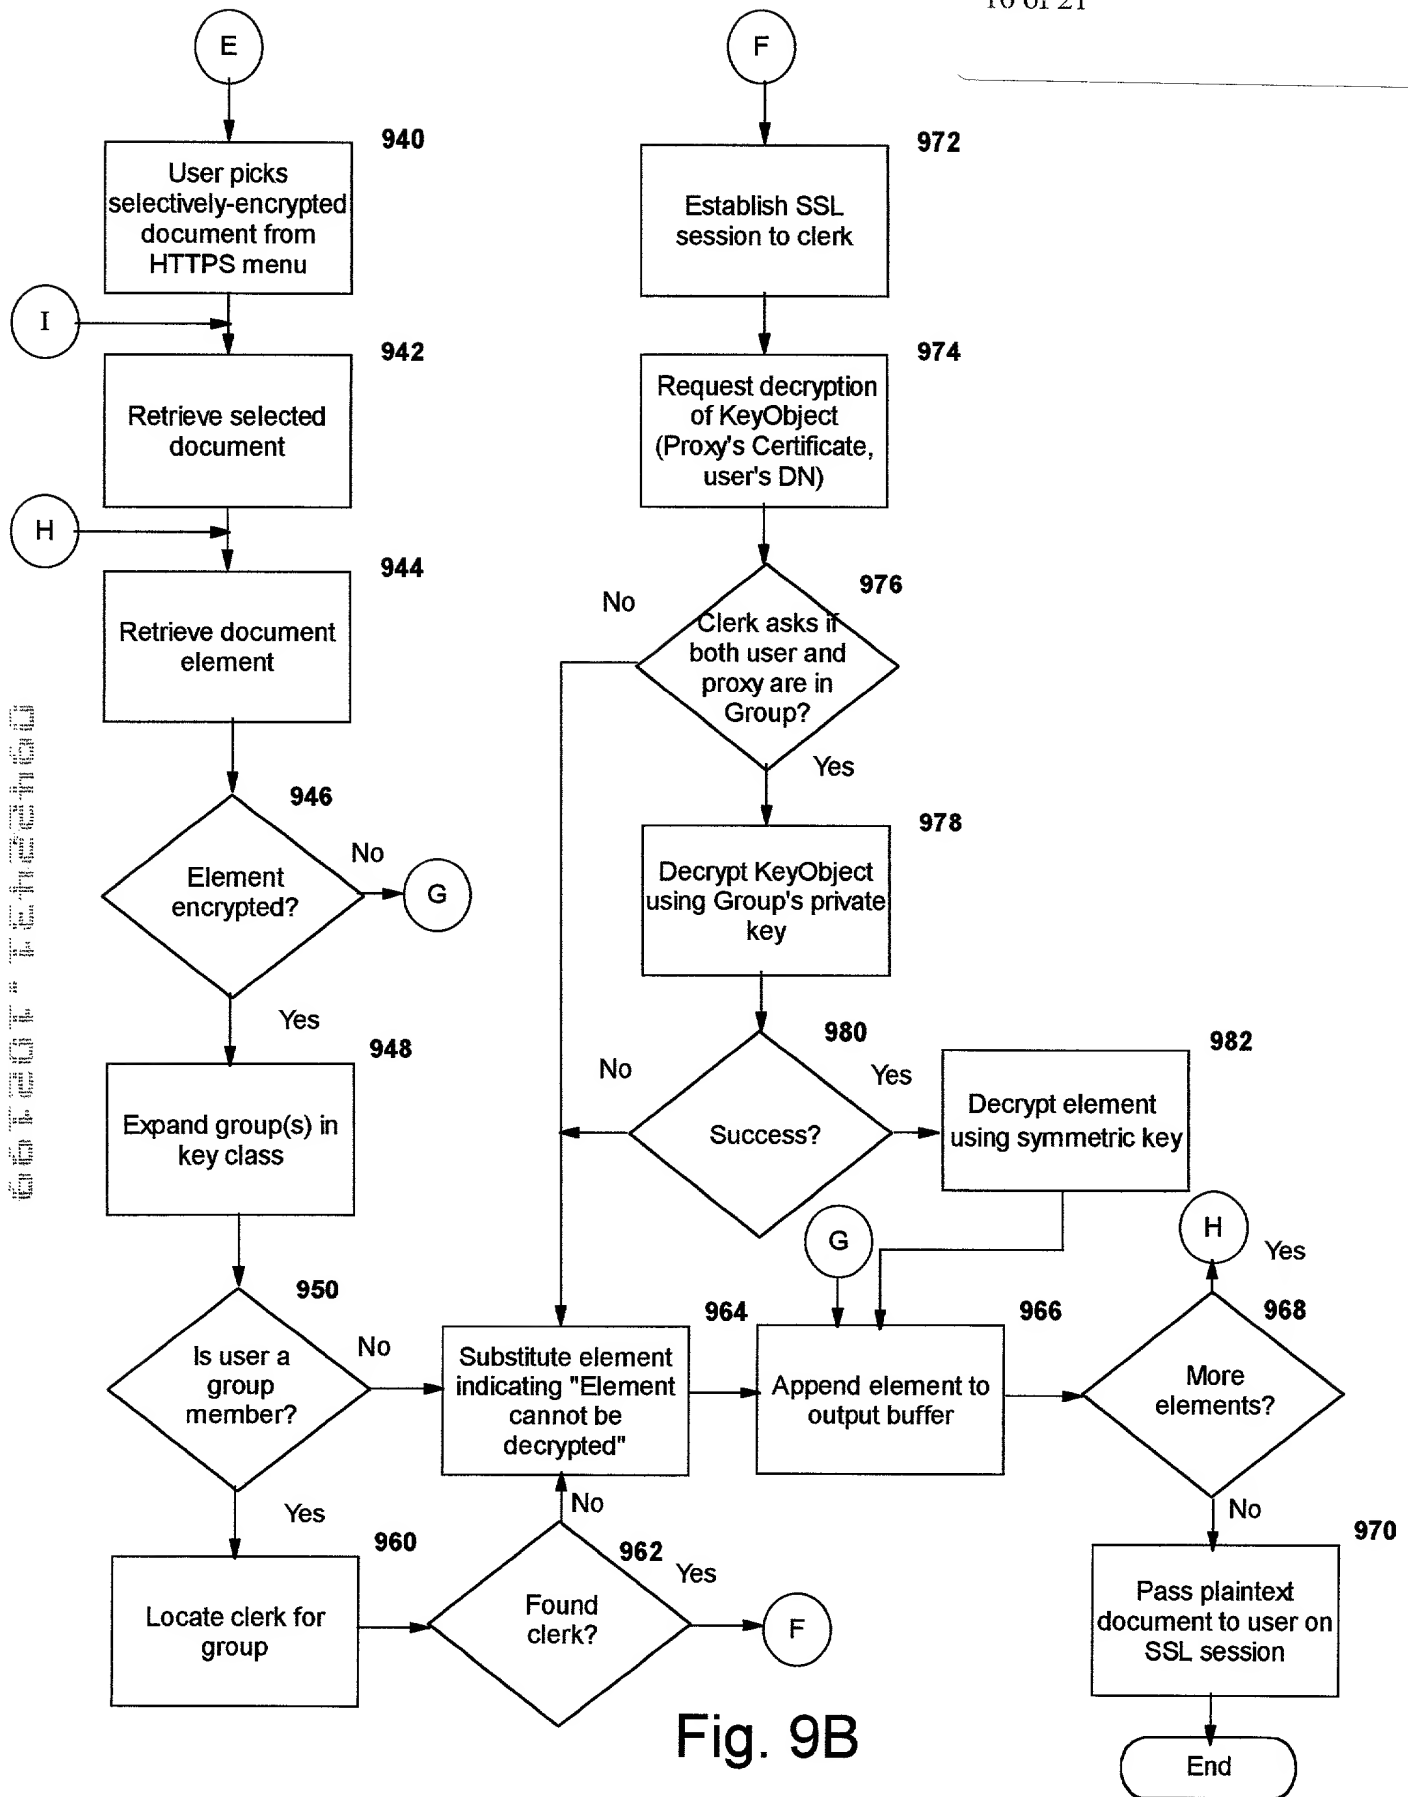 16 of 21
E
940
User picks
selectively-encrypted
document from
HTTPS menu
I
942
Retrieve selected
document
H
944
Retrieve document
element
946
Element
encrypted?
No
G
Yes
948
Expand group(s) in
key class
950
Is user a
group
member?
No
Yes
960
Locate clerk for
group
962
Found
clerk?
No
Yes
F
964
Substitute element
indicating "Element
cannot be
decrypted"
F
972
Establish SSL
session to clerk
974
Request decryption
of KeyObject
(Proxy's Certificate,
user's DN)
976
Clerk asks if
both user and
proxy are in
Group?
No
Yes
978
Decrypt KeyObject
using Group's private
key
980
Success?
No
Yes
982
Decrypt element
using symmetric key
G
966
Append element to
output buffer
968
More
elements?
H
Yes
No
970
Pass plaintext
document to user on
SSL session
End
Fig. 9B